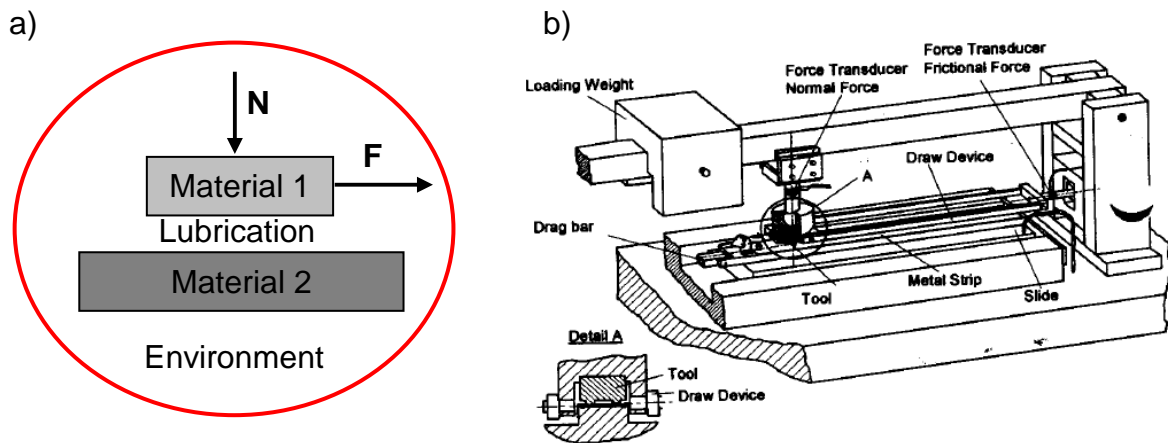 a)
N
F
Material 1
Lubrication
Material 2
Environment
b)
Force Transducer
Frictional Force
Force Transducer
Normal Force
Loading Weight
Draw Device
A
Drag bar
Metal Strip
Tool
Slide
Detail A
Tool
Draw Device